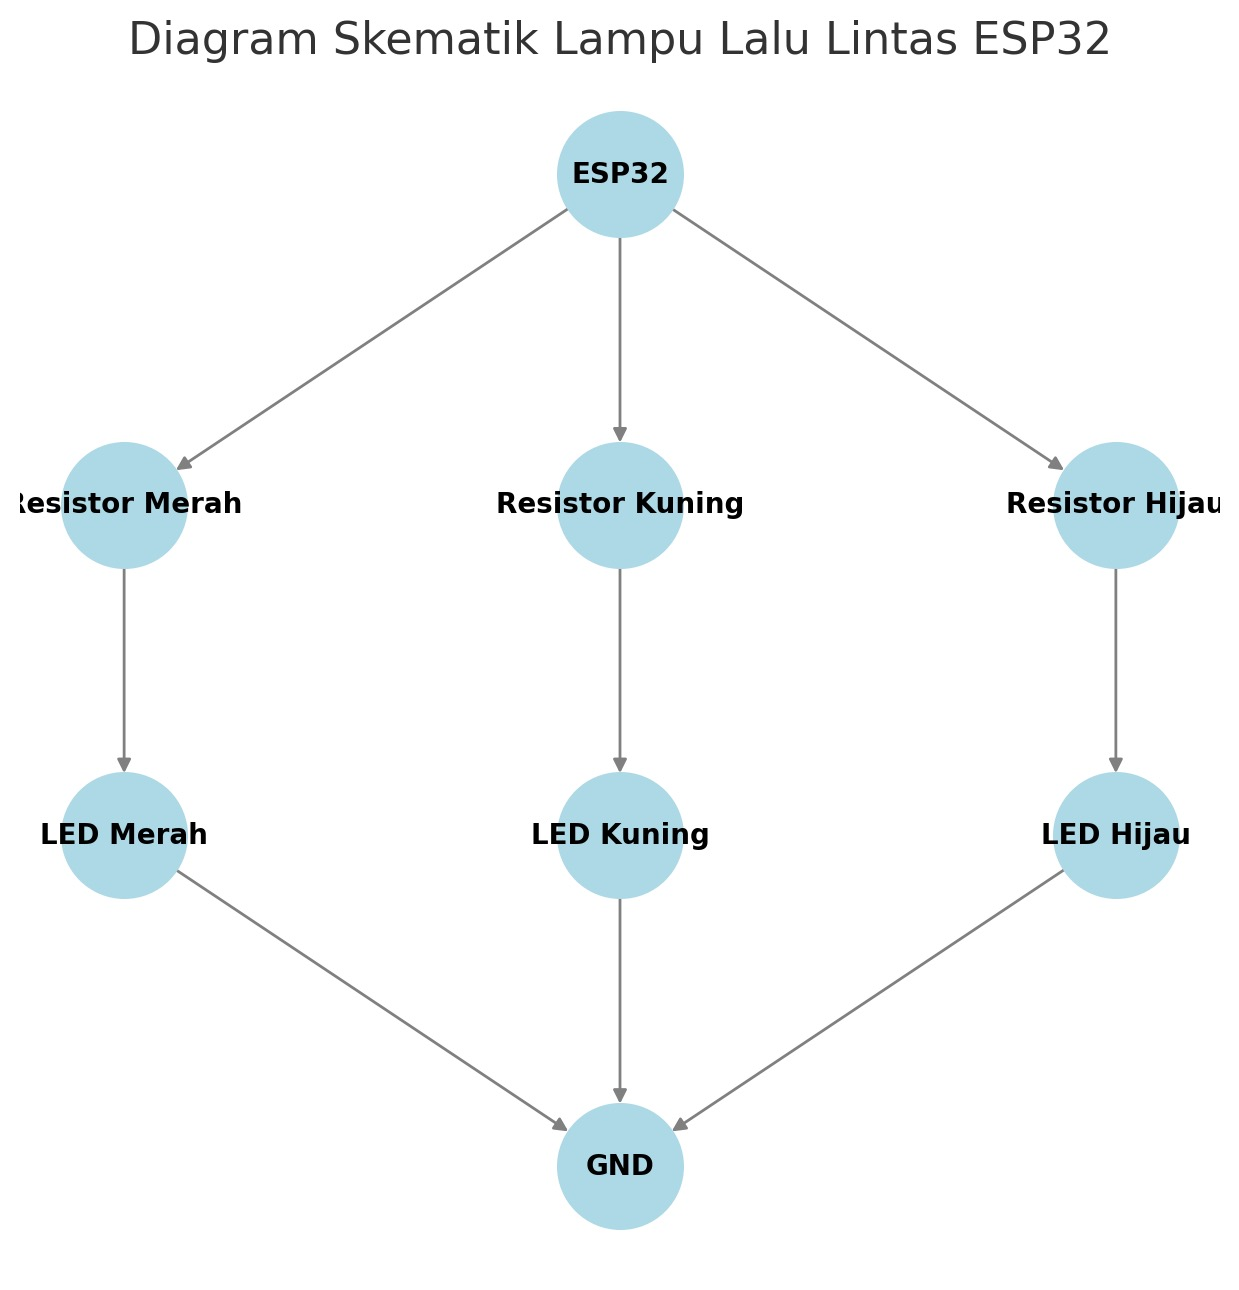 Diagram Skematik Lampu Lalu Lintas ESP32
ESP32
Resistor Merah
Resistor Kuning
Resistor Hijau
LED Merah
LED Kuning
LED Hijau
GND